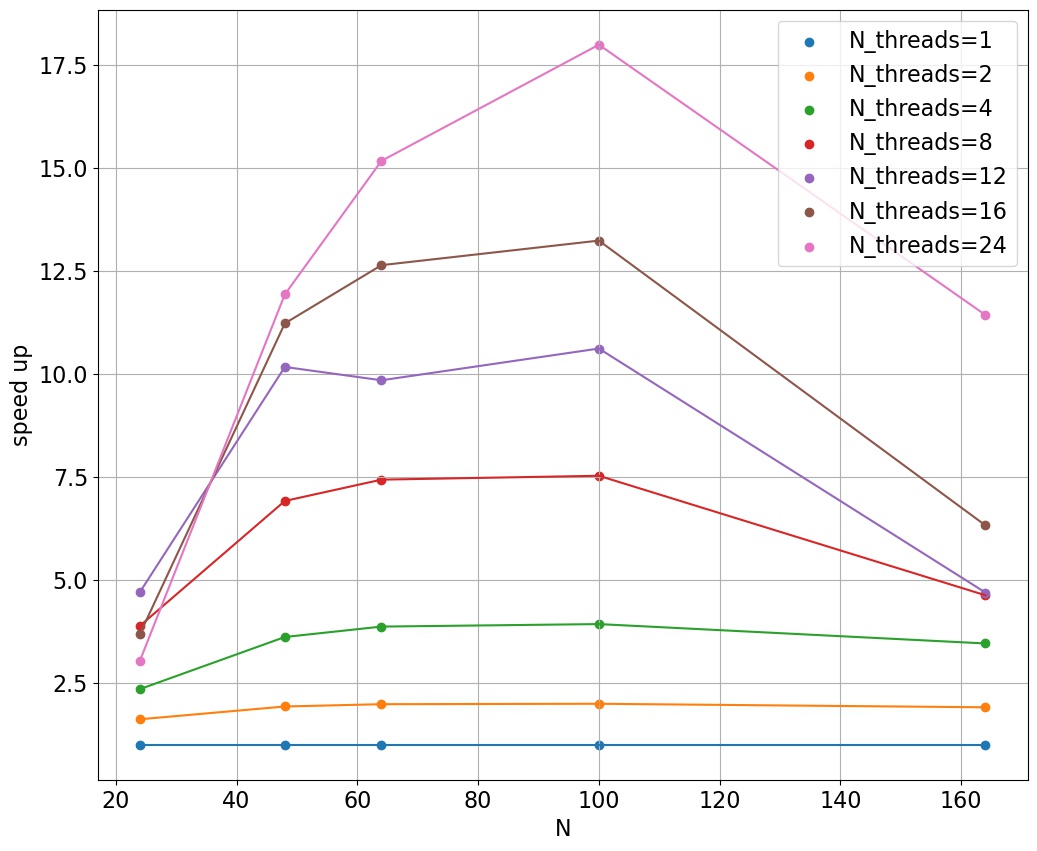 17.5
15.0
12.5
10.0
7.5
5.0
2.5
speed up
20 40 60 80 100 120 140 160
N
N_threads=1
N_threads=2
N_threads=4
N_threads=8
N_threads=12
N_threads=16
N_threads=24